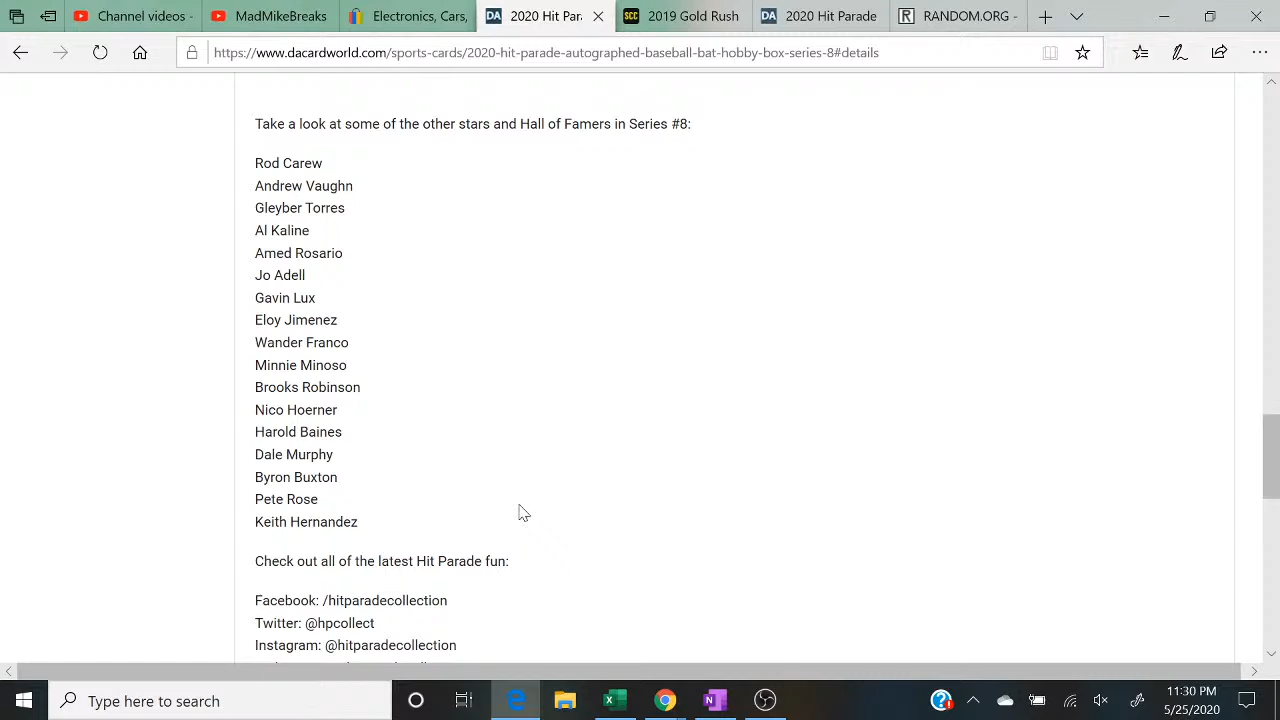 Channel videos -
MadMikeBreaks
Electronics, Cars,
DA 2020 Hit Par
SCC 2019 Gold Rush
DA 2020 Hit Parade
R RANDOM.ORG -
https://www.dacardworld.com/sports-cards/2020-hit-parade-autographed-baseball-bat-hobby-box-series-8#details
Take a look at some of the other stars and Hall of Famers in Series #8:
Rod Carew
Andrew Vaughn
Gleyber Torres
Al Kaline
Amed Rosario
Jo Adell
Gavin Lux
Eloy Jimenez
Wander Franco
Minnie Minoso
Brooks Robinson
Nico Hoerner
Harold Baines
Dale Murphy
Byron Buxton
Pete Rose
Keith Hernandez
Check out all of the latest Hit Parade fun:
Facebook: /hitparadecollection
Twitter: @hpcollect
Instagram: @hitparadecollection
Type here to search
11:30 PM
5/25/2020